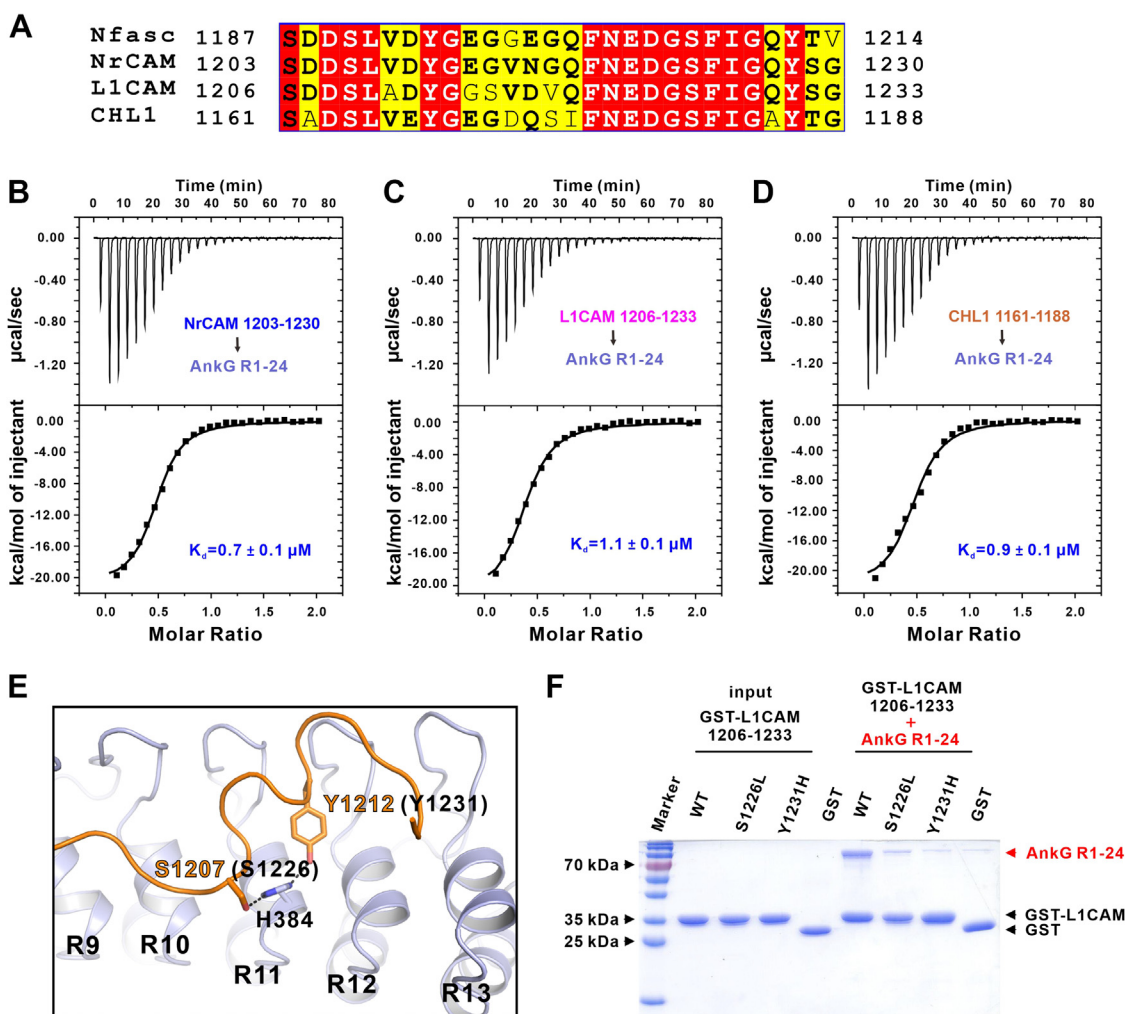 A
Nfasc 1187 SDDSLVDYGEGGEGQFNEDGSFIGQYTV 1214
NrCAM 1203 SDDSLVDYGEGVNGQFNEDGSFIGQYSG 1230
L1CAM 1206 SDDSLADYGGSVDVQFNEDGSFIGQYSG 1233
CHL1 1161 SADSLVEYGEGDQSIFNEDGSFIGAYTG 1188
B
Time (min)
0 10 20 30 40 50 60 70 80
µcal/sec
0.00
-0.40
-0.80
-1.20
NrCAM 1203-1230
AnkG R1-24
kcal/mol of injectant
0.00
-4.00
-8.00
-12.00
-16.00
-20.00
Kd=0.7 ± 0.1 µM
0.0 0.5 1.0 1.5 2.0
Molar Ratio
C
Time (min)
0 10 20 30 40 50 60 70 80
µcal/sec
0.00
-0.40
-0.80
-1.20
L1CAM 1206-1233
AnkG R1-24
kcal/mol of injectant
0.00
-4.00
-8.00
-12.00
-16.00
-20.00
Kd=1.1 ± 0.1 µM
0.0 0.5 1.0 1.5 2.0
Molar Ratio
D
Time (min)
0 10 20 30 40 50 60 70 80
µcal/sec
0.00
-0.40
-0.80
-1.20
CHL1 1161-1188
AnkG R1-24
kcal/mol of injectant
0.00
-4.00
-8.00
-12.00
-16.00
-20.00
Kd=0.9 ± 0.1 µM
0.0 0.5 1.0 1.5 2.0
Molar Ratio
E
Y1212 (Y1231)
S1207 (S1226)
H384
R9 R10 R11 R12 R13
F
input
GST-L1CAM
1206-1233
GST-L1CAM
1206-1233
+
AnkG R1-24
Marker WT S1226L Y1231H GST WT S1226L Y1231H GST
70 kDa
35 kDa
25 kDa
AnkG R1-24
GST-L1CAM
GST